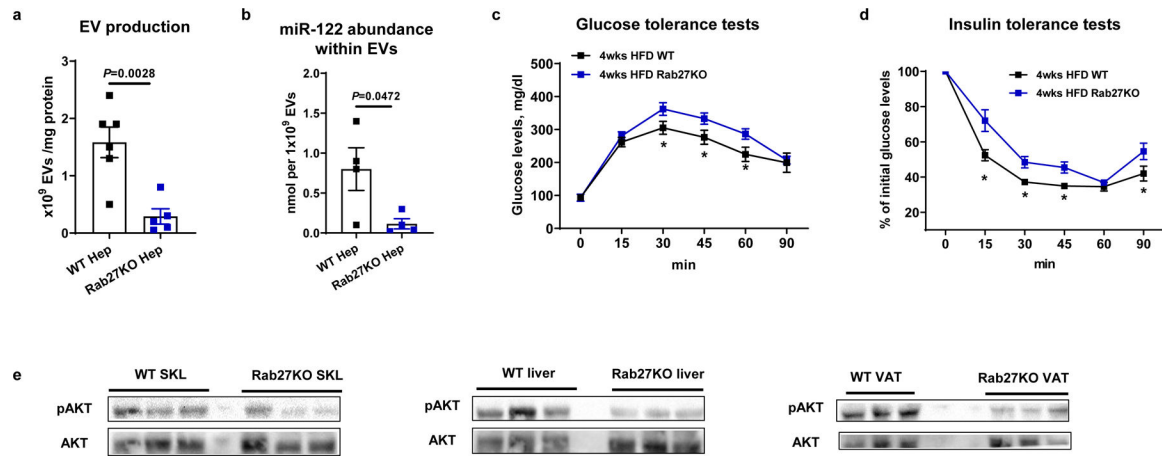 a
EV production
x10⁹ EVs /mg protein
3
2
1
0
P=0.0028
WT Hep
Rab27KO Hep
b
miR-122 abundance
within EVs
nmol per 1x10⁹ EVs
2.0
1.5
1.0
0.5
0.0
P=0.0472
WT Hep
Rab27KO Hep
c
Glucose tolerance tests
4wks HFD WT
4wks HFD Rab27KO
Glucose levels, mg/dl
500
400
300
200
100
0
* * *
0 15 30 45 60 90
min
d
Insulin tolerance tests
4wks HFD WT
4wks HFD Rab27KO
% of initial glucose levels
100
80
60
40
20
* * * *
0 15 30 45 60 90
min
e
WT SKL Rab27KO SKL
pAKT
AKT
WT liver Rab27KO liver
pAKT
AKT
WT VAT Rab27KO VAT
pAKT
AKT